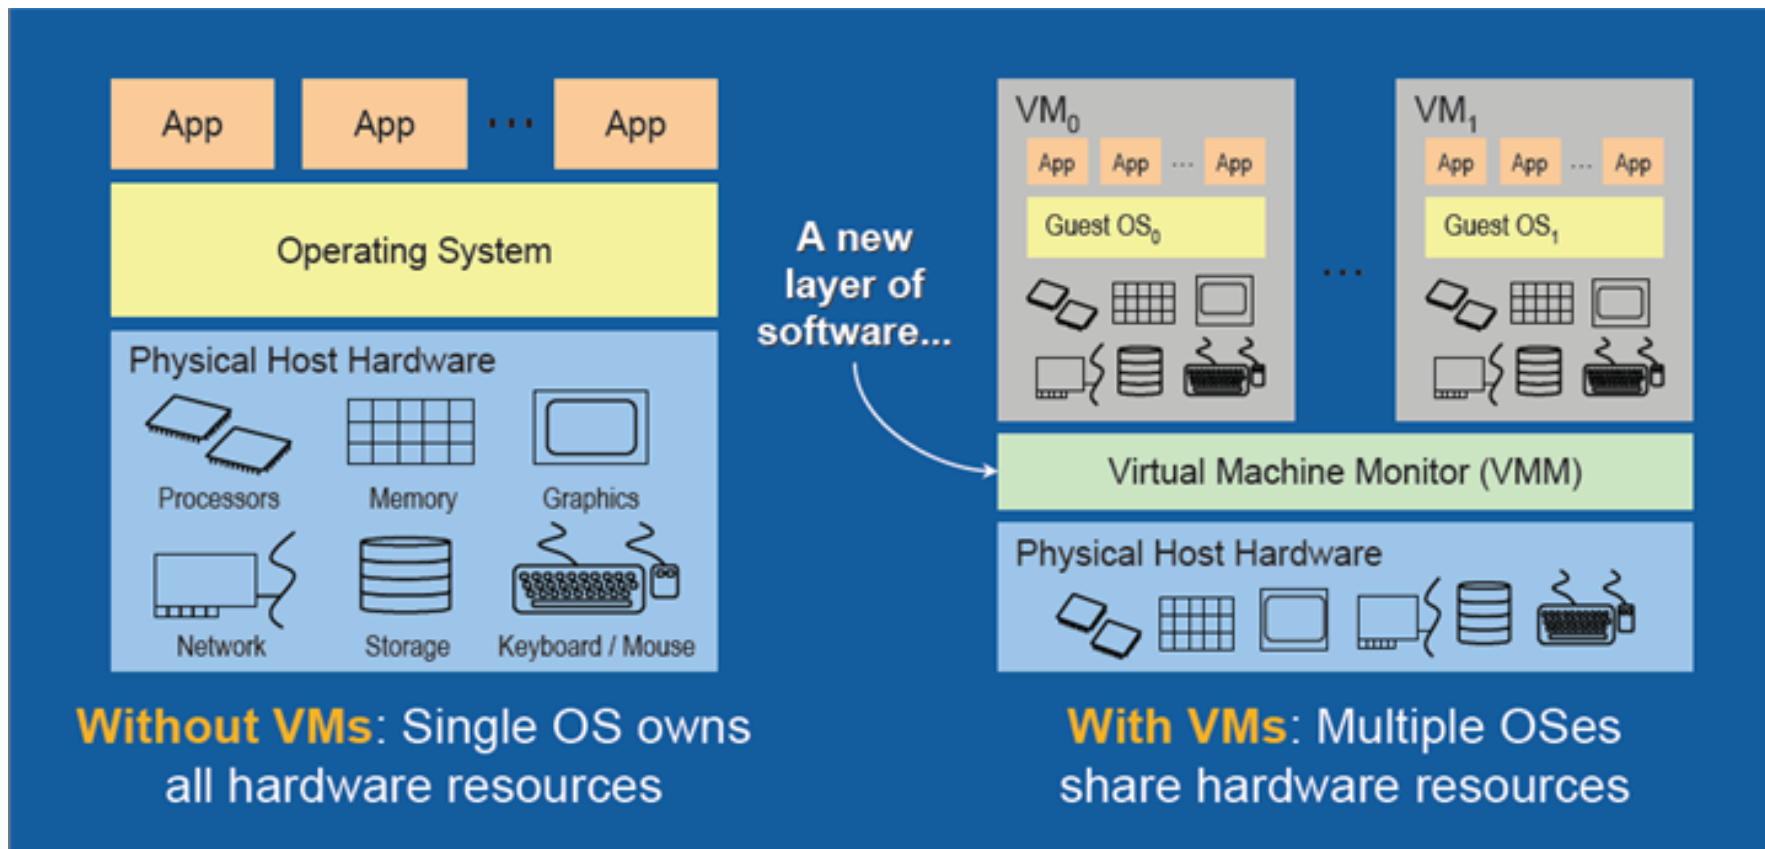 App App ... App
Operating System
Physical Host Hardware
Processors Memory Graphics
Network Storage Keyboard / Mouse
Without VMs: Single OS owns
all hardware resources
A new
layer of
software...
VM0
App App ... App
Guest OS0
...
VM1
App App ... App
Guest OS1
Virtual Machine Monitor (VMM)
Physical Host Hardware
With VMs: Multiple OSes
share hardware resources